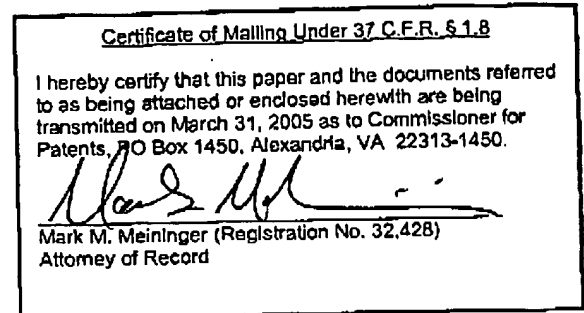 Certificate of Mailing Under 37 C.F.R. § 1.8
I hereby certify that this paper and the documents referred
to as being attached or enclosed herewith are being
transmitted on March 31, 2005 as to Commissioner for
Patents, PO Box 1450, Alexandria, VA 22313-1450.
Mark M. Meininger (Registration No. 32,428)
Attorney of Record